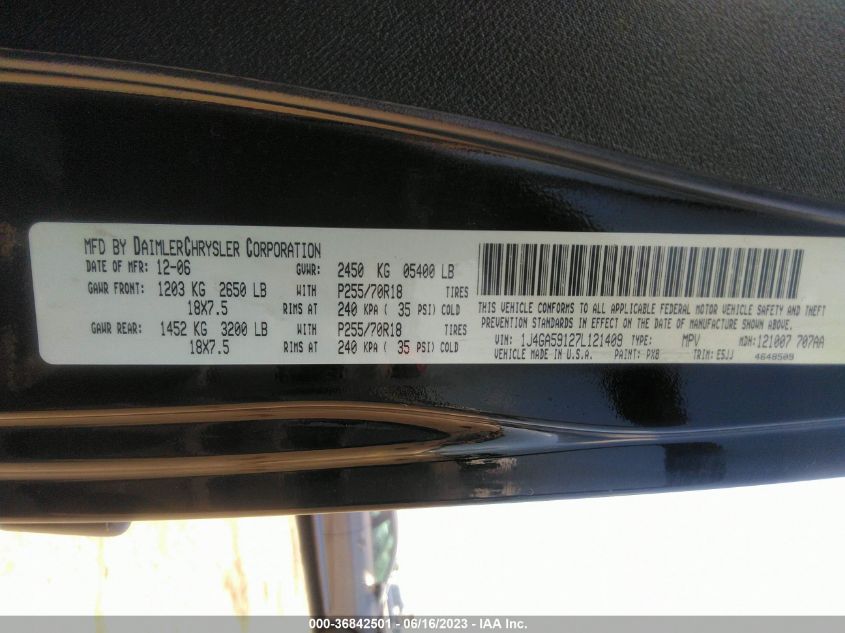 MFD BY DAIMLERCHRYSLER CORPORATION
DATE OF MFR: 12-06 GVWR: 2450 KG 05400 LB
GAWR FRONT: 1203 KG 2650 LB WITH P255/70R18 TIRES
18X7.5 RIMS AT 240 KPA ( 35 PSI) COLD
GAWR REAR: 1452 KG 3200 LB WITH P255/70R18 TIRES
18X7.5 RIMS AT 240 KPA ( 35 PSI) COLD
THIS VEHICLE CONFORMS TO ALL APPLICABLE FEDERAL MOTOR VEHICLE SAFETY AND THEFT
PREVENTION STANDARDS IN EFFECT ON THE DATE OF MANUFACTURE SHOWN ABOVE.
VIN: 1J4GA59127L121409 TYPE: MPV MDH: 121007 707AA
VEHICLE MADE IN U.S.A. PAINT: PX8 TRIM: E5JJ 4648509
000-36842501 - 06/16/2023 - IAA Inc.